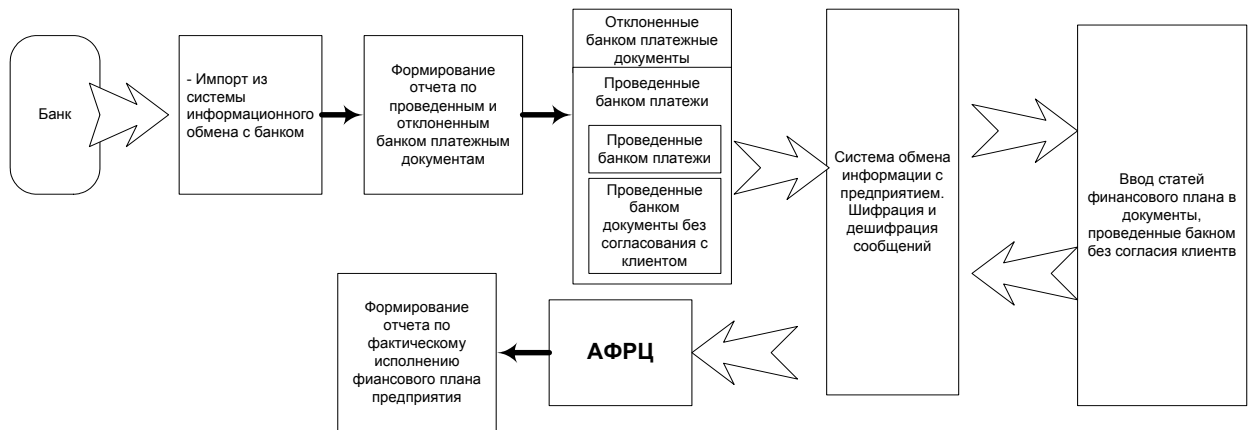 Банк
- Импорт из
системы
информационного
обмена с банком
Формирование
отчета по
проведенным и
отклоненным
банком платежным
документам
Отклоненные
банком платежные
документы
Проведенные
банком платежи
Проведенные
банком платежи
Проведенные
банком
документы без
согласования с
клиентом
Система обмена
информации с
предприятием.
Шифрация и
дешифрация
сообщений
Ввод статей
финансового плана в
документы,
проведенные бакном
без согласия клиентв
Формирование
отчета по
фактическому
исполнению
фиансового плана
предприятия
АФРЦ